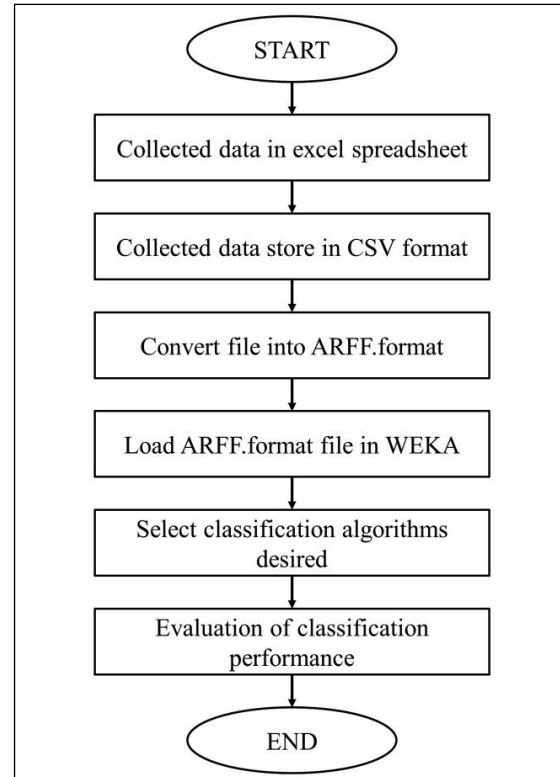 START
Collected data in excel spreadsheet
Collected data store in CSV format
Convert file into ARFF.format
Load ARFF.format file in WEKA
Select classification algorithms
desired
Evaluation of classification
performance
END